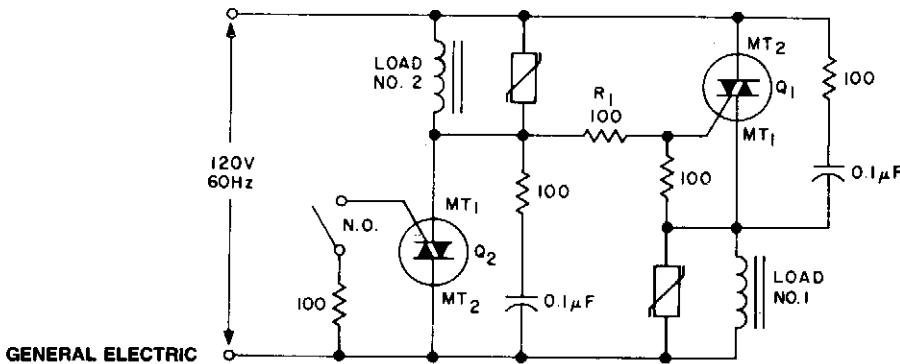 MT2
LOAD
NO. 2
100
R1
100
Q1
MT1
120V
60Hz
100
100
0.1µF
N.O.
MT1
Q2
MT2
100
0.1µF
LOAD
NO.1
GENERAL ELECTRIC